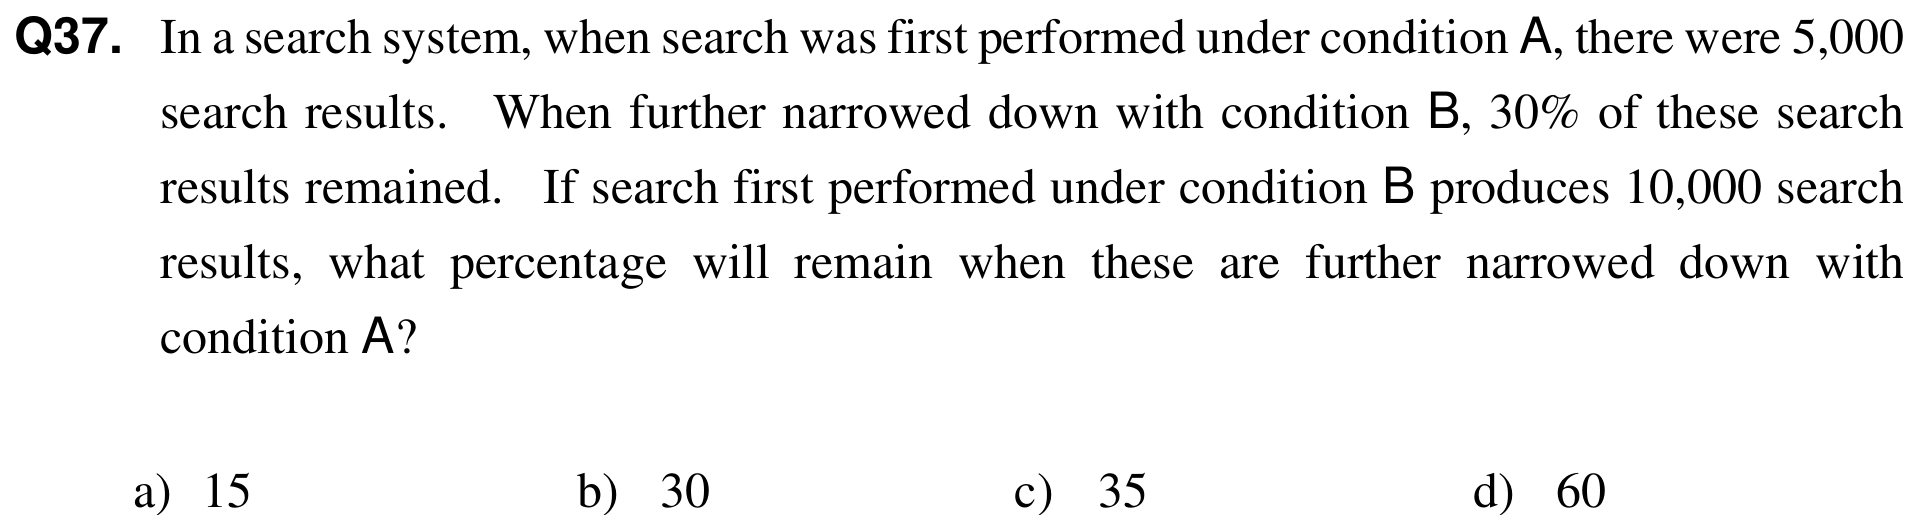 Q37. In a search system, when search was first performed under condition A, there were 5,000
search results. When further narrowed down with condition B, 30% of these search
results remained. If search first performed under condition B produces 10,000 search
results, what percentage will remain when these are further narrowed down with
condition A?
a) 15 b) 30 c) 35 d) 60